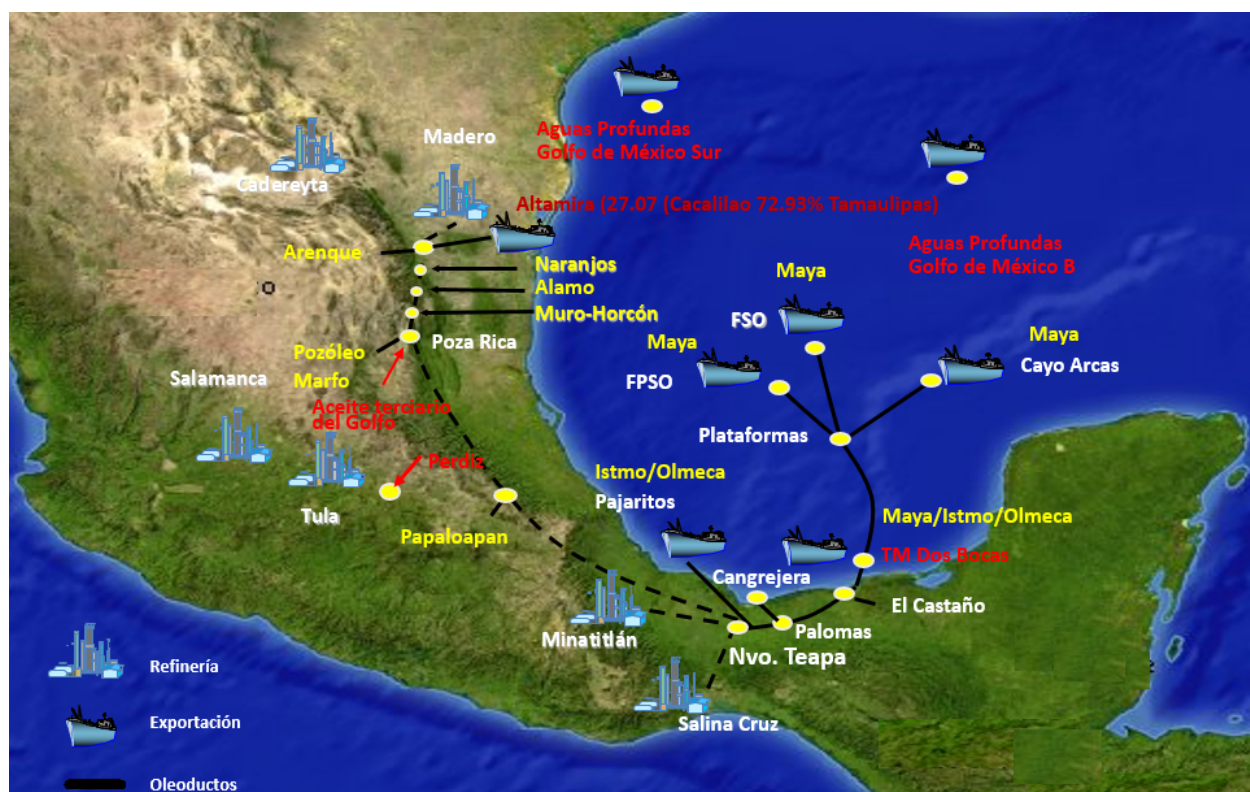 Madero
Cadereyta
Aguas Profundas
Golfo de México Sur
Altamira (27.07 (Cacalilao 72.93% Tamaulipas)
Aguas Profundas
Golfo de México B
Arenque
Naranjos
Alamo
Muro-Horcón
Maya
FSO
Maya
FPSO
Maya
Cayo Arcas
Poza Rica
Pozóleo
Marfo
Salamanca
Aceite terciario
del Golfo
Plataformas
Perdiz
Istmo/Olmeca
Pajaritos
Tula
Papaloapan
Maya/Istmo/Olmeca
TM Dos Bocas
Cangrejera
El Castaño
Palomas
Minatitlán
Nvo. Teapa
Salina Cruz
Refinería
Exportación
Oleoductos